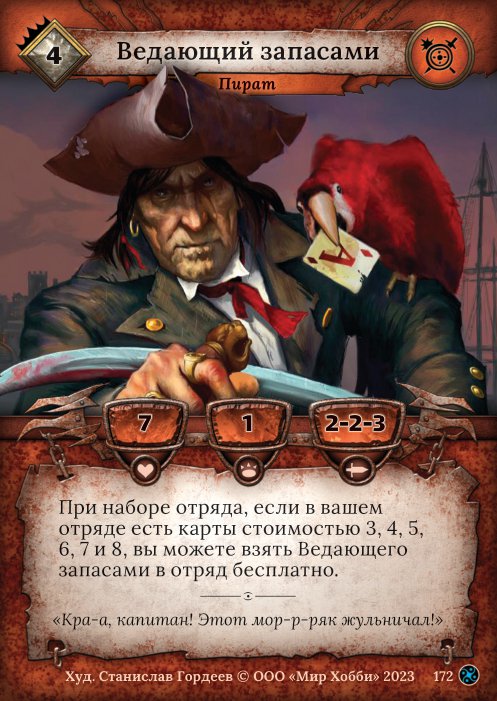 4
Ведающий запасами
Пират
A
7
1
2-2-3
При наборе отряда, если в вашем
отряде есть карты стоимостью 3, 4, 5,
6, 7 и 8, вы можете взять Ведающего
запасами в отряд бесплатно.
«Кра-а, капитан! Этот мор-р-ряк жульничал!»
Худ. Станислав Гордеев © ООО «Мир Хобби» 2023 172